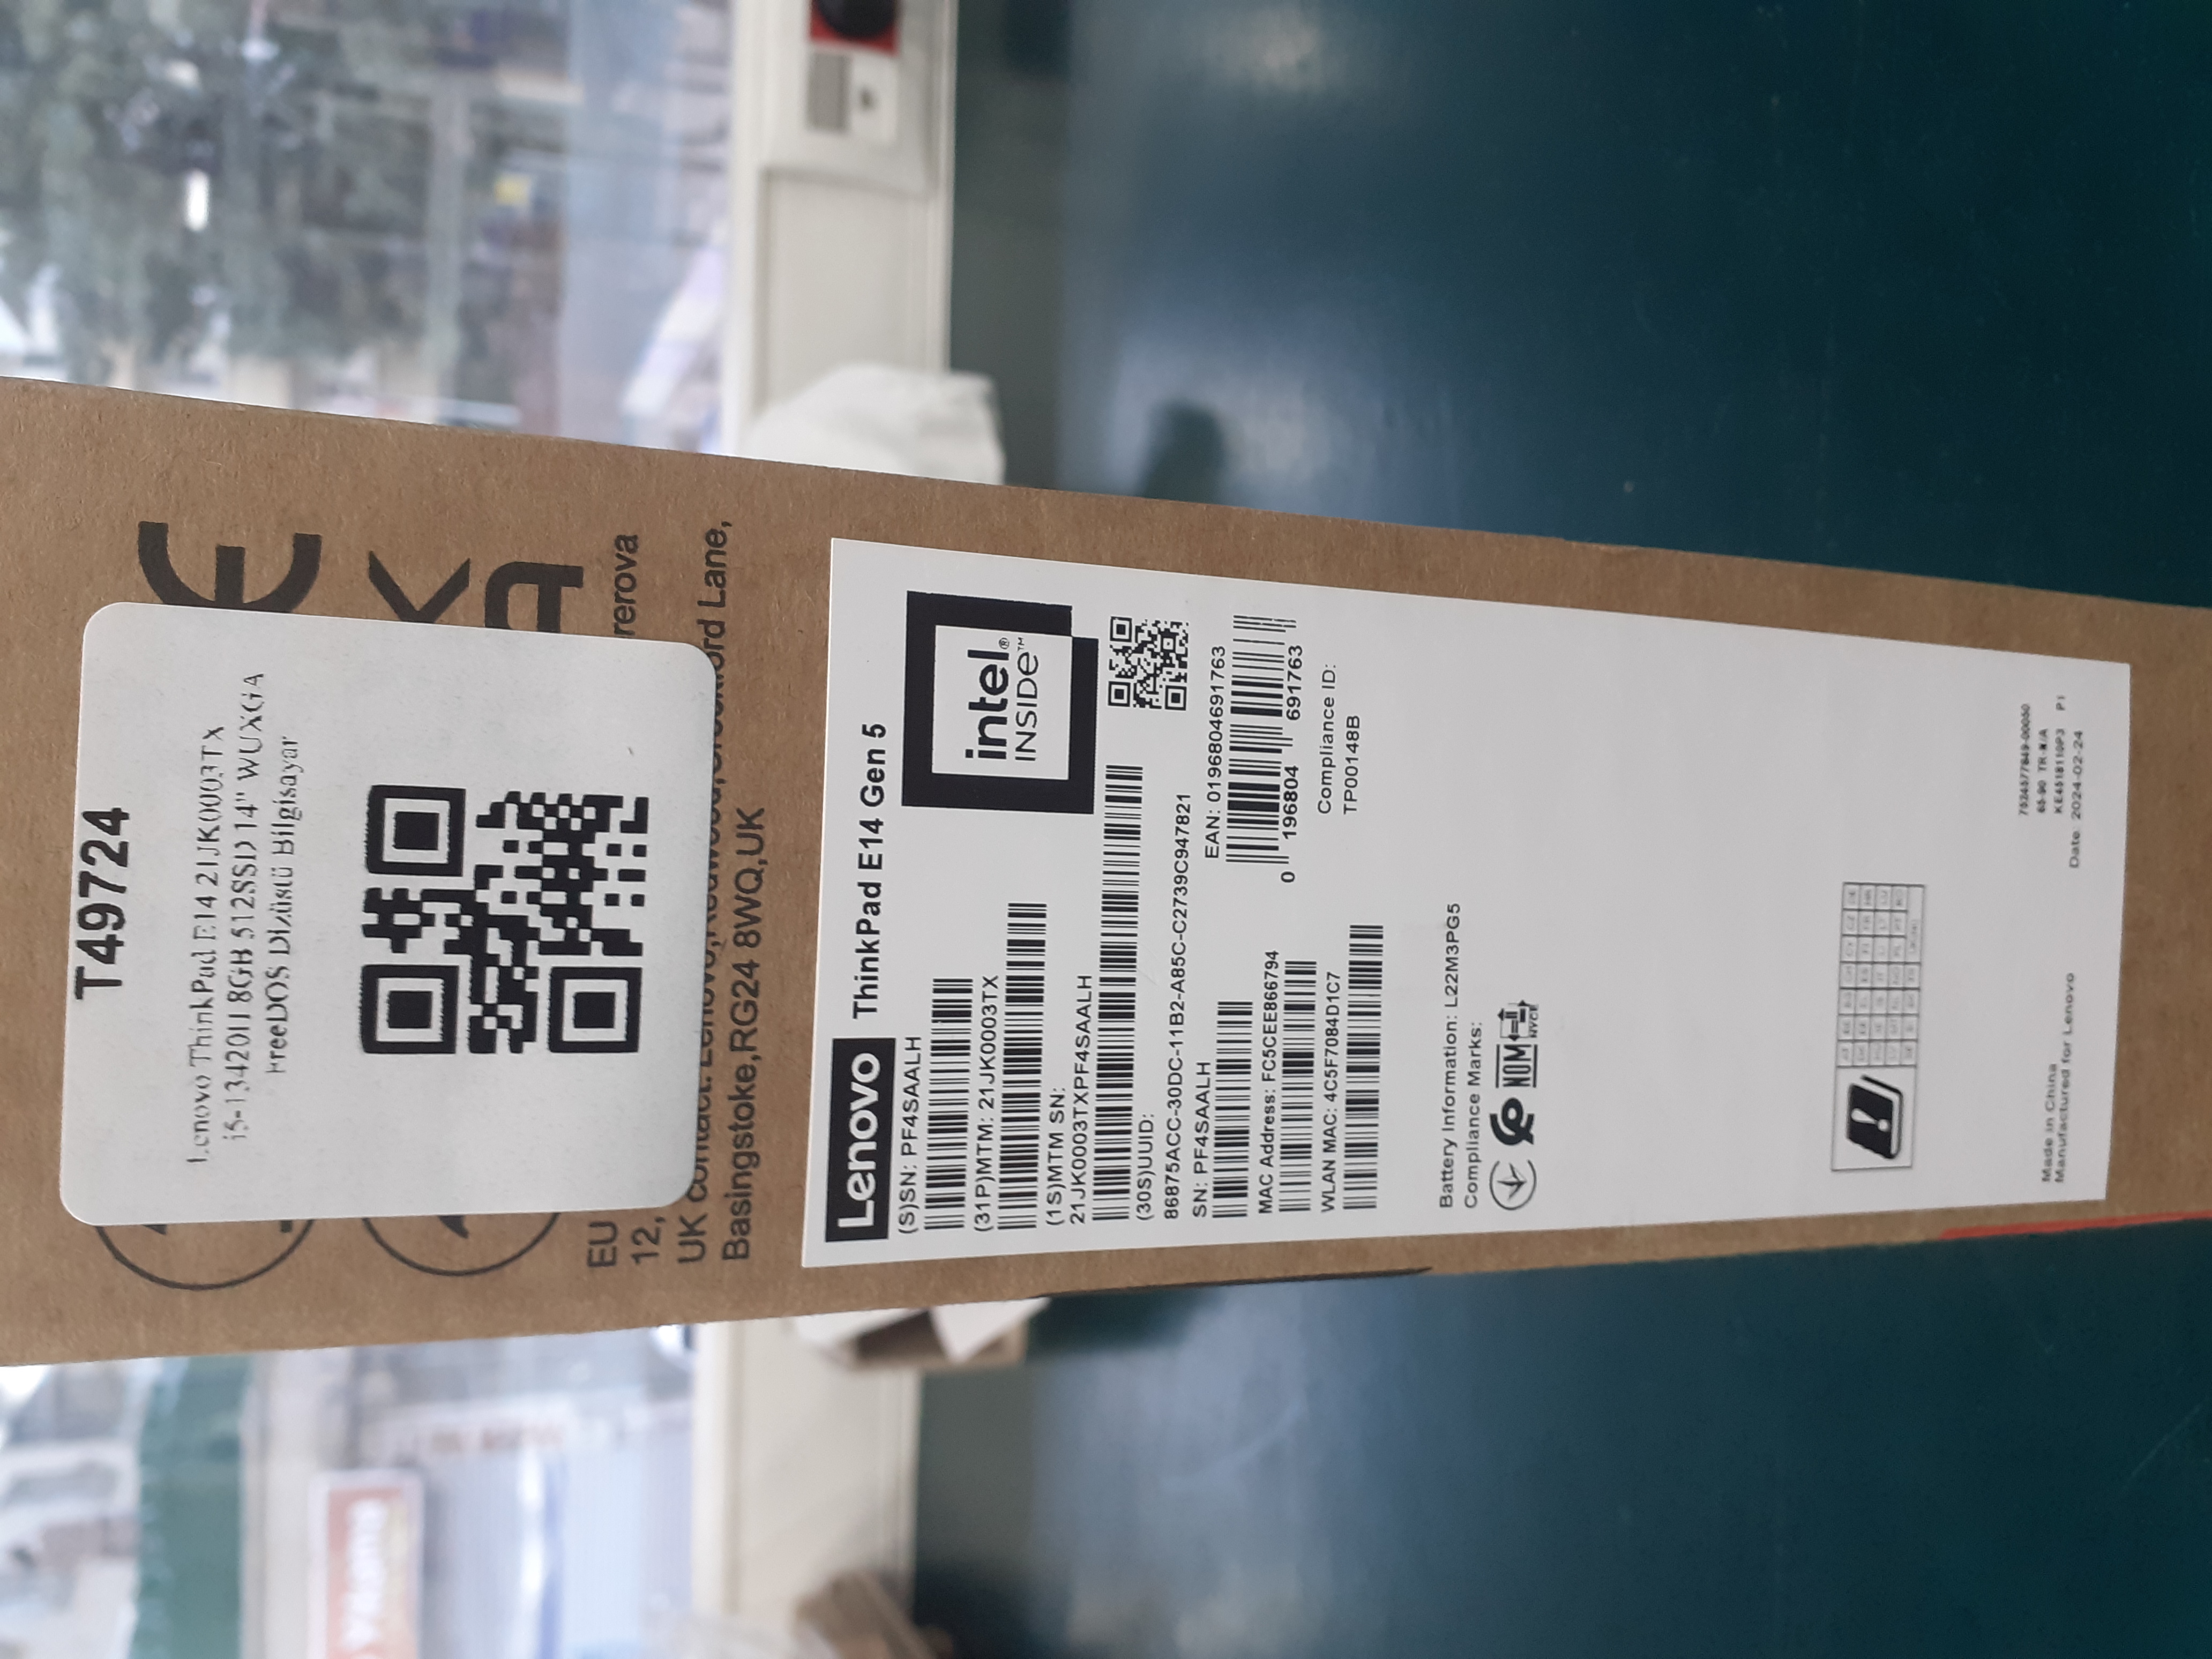 T49724
Lenovo ThinkPad E14 21JK0003TX
i5-13420H 8GB 512SSD 14" WUXGA
FreeDOS Dizüstü Bilgisayar
EU
rerova
12,
UK contact: Lenovo, Lane,
Basingstoke,RG24 8WQ,UK
Lenovo
ThinkPad E14 Gen 5
intel®
INSIDE™
(S)SN: PF4SAALH
(31P)MTM: 21JK0003TX
(1S)MTM SN:
21JK0003TXPF4SAALH
(30S)UUID:
86875ACC-30DC-11B2-A85C-C2739C947821
SN: PF4SAALH
EAN: 0196804691763
0 196804 691763
MAC Address: FC5CEE866794
WLAN MAC: 4C5F7084D1C7
Compliance ID:
TP00148B
Battery Information: L22M3PG5
Compliance Marks:
NOM
NYCE
Made in China
Manufactured for Lenovo
Date. 2024-02-24